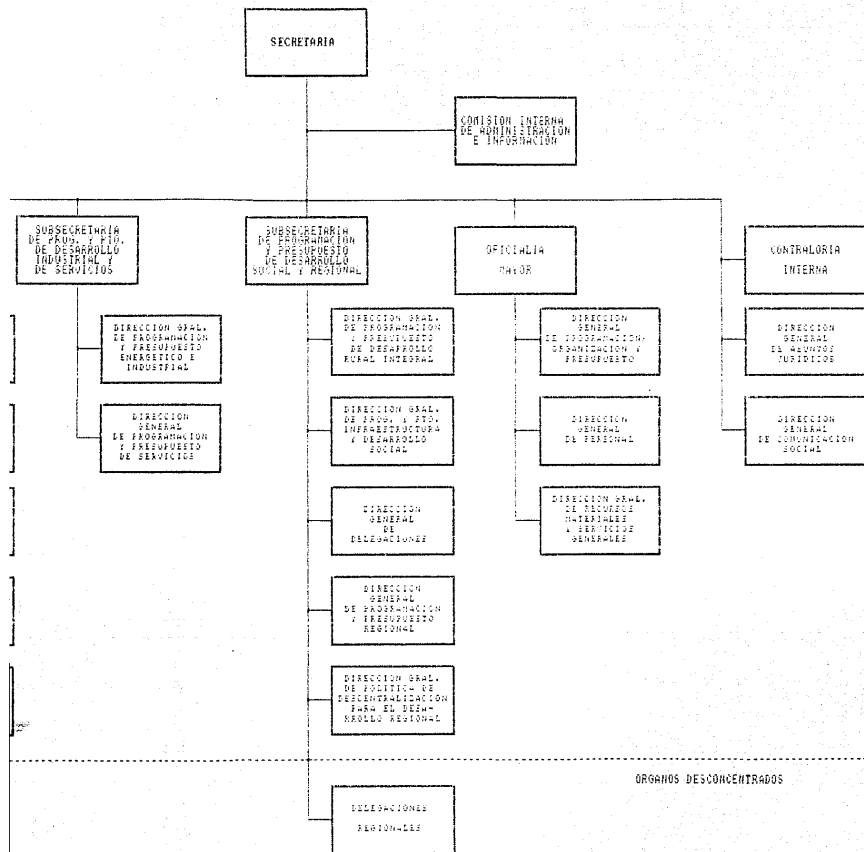 SECRETARIA
COMISION INTERNA
DE ADMINISTRACION
E INFORMACION
SUBSECRETARIA
DE PROG. Y PTO.
DE DESARROLLO
INDUSTRIAL Y
DE SERVICIOS
SUBSECRETARIA
DE PROGRAMACION
Y PRESUPUESTO
DE DESARROLLO
SOCIAL Y REGIONAL
OFICIALIA
MAYOR
CONTRALORIA
INTERNA
DIRECCION GRAL.
DE PROGRAMACION
Y PRESUPUESTO
ENERGETICO E
INDUSTRIAL
DIRECCION GRAL.
DE PROGRAMACION
Y PRESUPUESTO
DE DESARROLLO
RURAL INTEGRAL
DIRECCION
GENERAL
DE PROGRAMACION,
ORGANIZACION Y
PRESUPUESTO
DIRECCION
GENERAL
DE ASUNTOS
JURIDICOS
DIRECCION
GENERAL
DE PROGRAMACION
Y PRESUPUESTO
DE SERVICIOS
DIRECCION GRAL.
DE PROG. Y PTO.
INFRAESTRUCTURA
Y DESARROLLO
SOCIAL
DIRECCION
GENERAL
DE PERSONAL
DIRECCION
GENERAL
DE COMUNICACION
SOCIAL
DIRECCION
GENERAL
DE
DELEGACIONES
DIRECCION GRAL.
DE RECURSOS
MATERIALES
Y SERVICIOS
GENERALES
DIRECCION
GENERAL
DE PROGRAMACION
Y PRESUPUESTO
REGIONAL
DIRECCION GRAL.
DE POLITICA DE
DESCENTRALIZACION
PARA EL DESA-
RROLLO REGIONAL
ORGANOS DESCONCENTRADOS
DELEGACIONES
REGIONALES